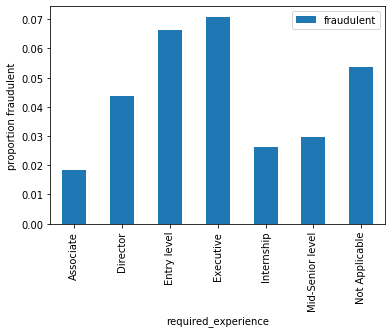 fraudulent
proportion fraudulent
0.07
0.06
0.05
0.04
0.03
0.02
0.01
0.00
Associate
Director
Entry level
Executive
Internship
Mid-Senior level
Not Applicable
required_experience